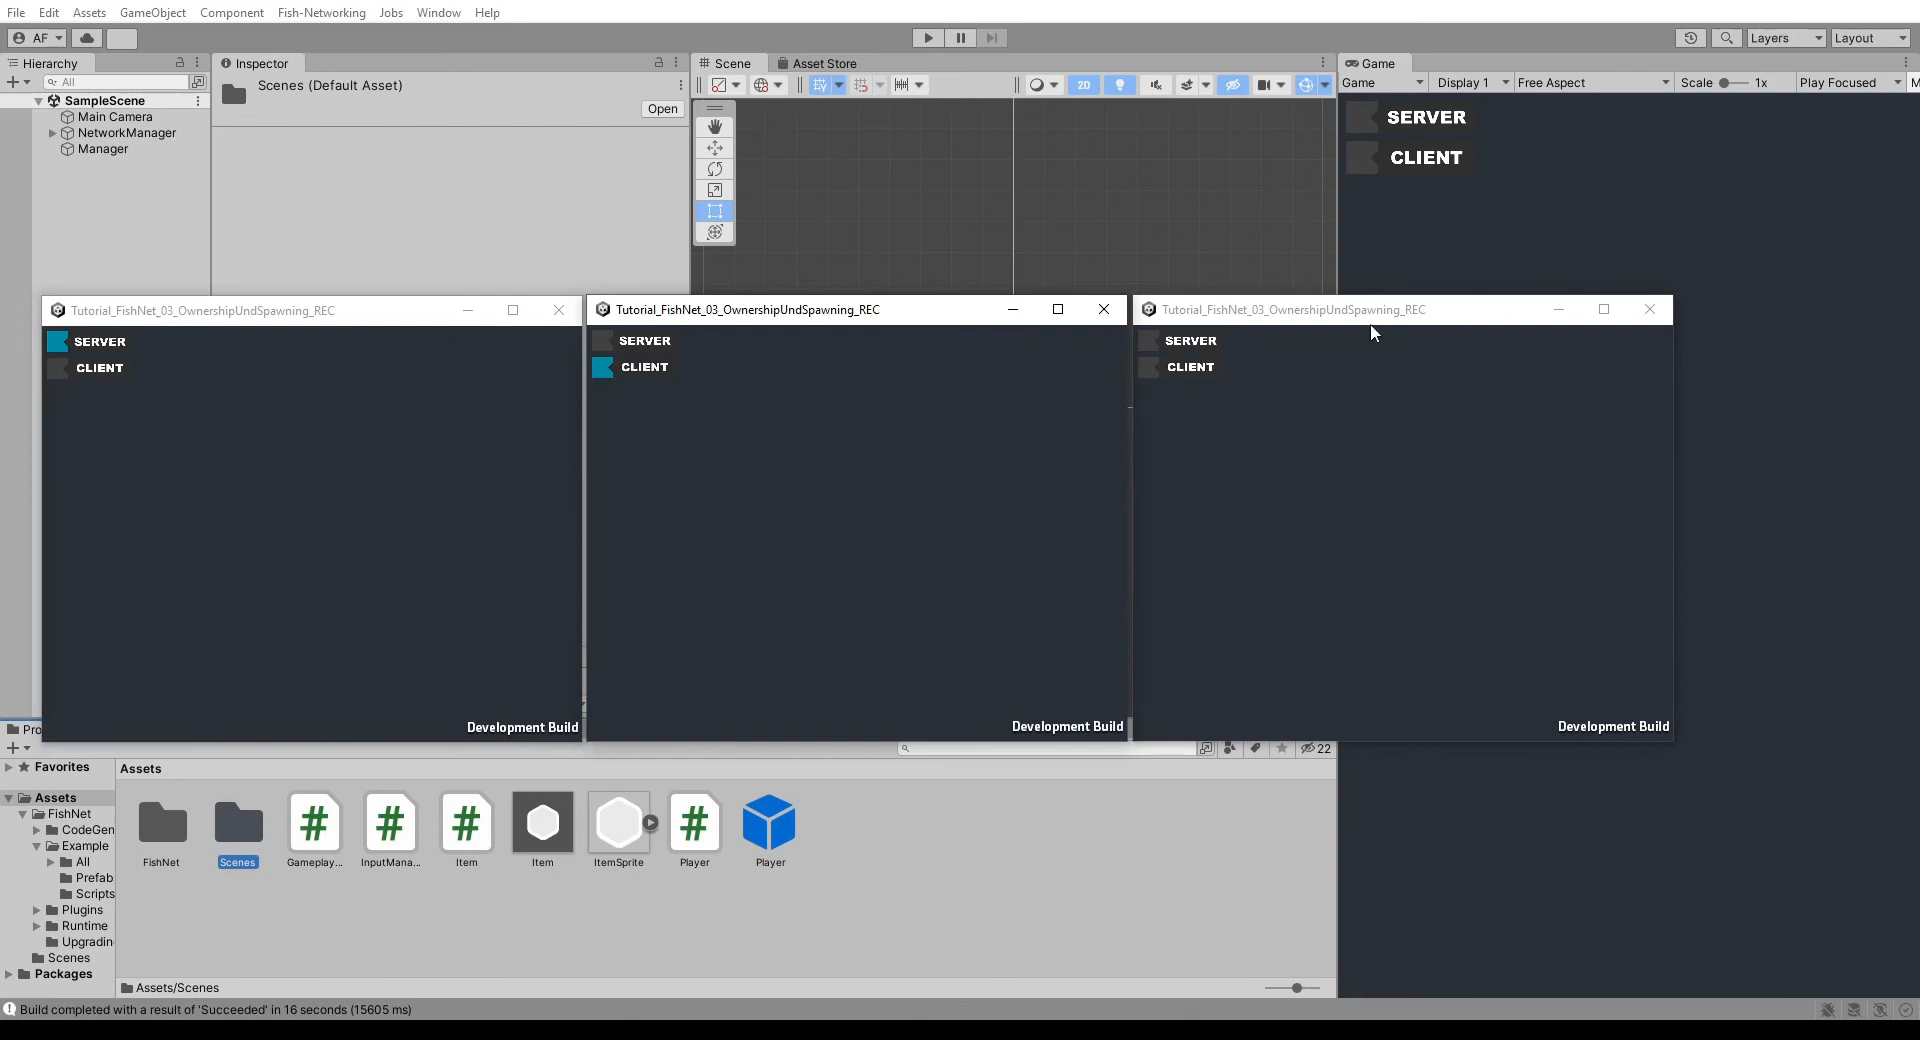 File Edit Assets GameObject Component Fish-Networking Jobs Window Help
AF
Layers Layout
Hierarchy
All
SampleScene
Main Camera
NetworkManager
Manager
Inspector
Scenes (Default Asset)
Open
Scene Asset Store
2D
Game
Game Display 1 Free Aspect Scale 1x Play Focused M
SERVER
CLIENT
Tutorial_FishNet_03_OwnershipUndSpawning_REC
SERVER
CLIENT
Development Build
Tutorial_FishNet_03_OwnershipUndSpawning_REC
SERVER
CLIENT
Development Build
Tutorial_FishNet_03_OwnershipUndSpawning_REC
SERVER
CLIENT
Development Build
Pro
22
Favorites
Assets
FishNet
CodeGen
Example
All
Prefab
Scripts
Plugins
Runtime
Upgradin
Scenes
Packages
Assets
FishNet Scenes Gameplay... InputMana... Item Item ItemSprite Player Player
Assets/Scenes
Build completed with a result of 'Succeeded' in 16 seconds (15605 ms)